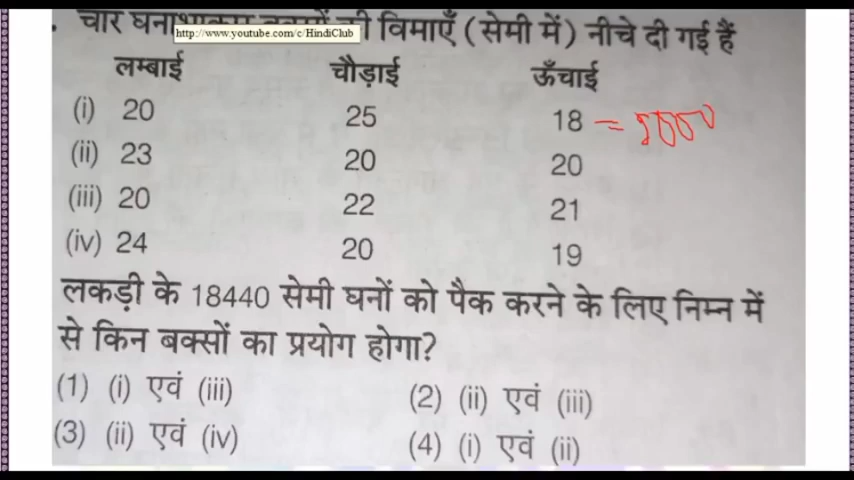 चार घनाभाकार बक्सों की विमाएँ (सेमी में) नीचे दी गई हैं
http://www.youtube.com/c/HindiClub
लम्बाई चौड़ाई ऊँचाई
(i) 20 25 18 =
(ii) 23 20 20
(iii) 20 22 21
(iv) 24 20 19
लकड़ी के 18440 सेमी घनों को पैक करने के लिए निम्न में
से किन बक्सों का प्रयोग होगा?
(1) (i) एवं (iii) (2) (ii) एवं (iii)
(3) (ii) एवं (iv) (4) (i) एवं (ii)